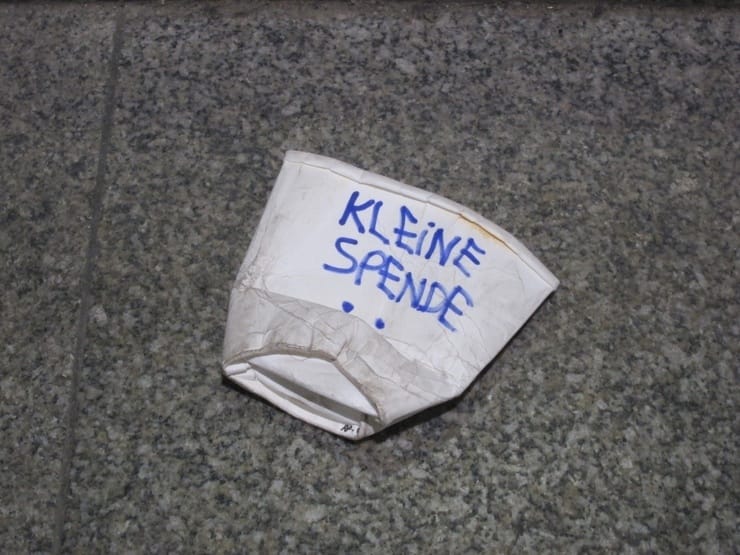 KLEiNE
SPENDE
..